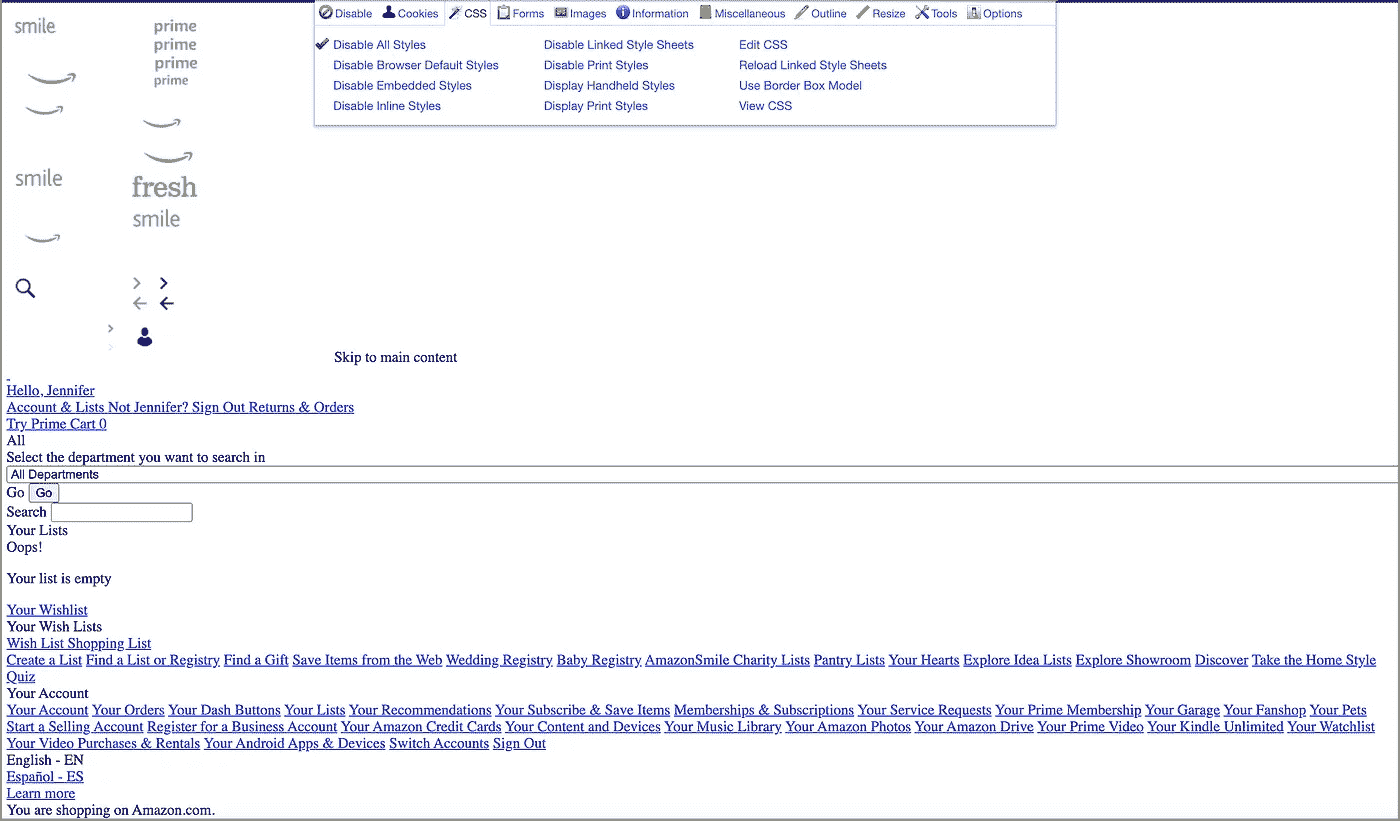 smile
prime
prime
prime
prime
smile
fresh
smile
Disable Cookies CSS Forms Images Information Miscellaneous Outline Resize Tools Options
Disable All Styles Disable Linked Style Sheets Edit CSS
Disable Browser Default Styles Disable Print Styles Reload Linked Style Sheets
Disable Embedded Styles Display Handheld Styles Use Border Box Model
Disable Inline Styles Display Print Styles View CSS
Skip to main content
Hello, Jennifer
Account & Lists Not Jennifer? Sign Out Returns & Orders
Try Prime Cart 0
All
Select the department you want to search in
All Departments
Go Go
Search
Your Lists
Oops!
Your list is empty
Your Wishlist
Your Wish Lists
Wish List Shopping List
Create a List Find a List or Registry Find a Gift Save Items from the Web Wedding Registry Baby Registry AmazonSmile Charity Lists Pantry Lists Your Hearts Explore Idea Lists Explore Showroom Discover Take the Home Style
Quiz
Your Account
Your Account Your Orders Your Dash Buttons Your Lists Your Recommendations Your Subscribe & Save Items Memberships & Subscriptions Your Service Requests Your Prime Membership Your Garage Your Fanshop Your Pets
Start a Selling Account Register for a Business Account Your Amazon Credit Cards Your Content and Devices Your Music Library Your Amazon Photos Your Amazon Drive Your Prime Video Your Kindle Unlimited Your Watchlist
Your Video Purchases & Rentals Your Android Apps & Devices Switch Accounts Sign Out
English - EN
Español - ES
Learn more
You are shopping on Amazon.com.